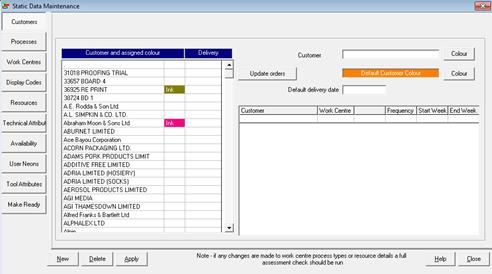 Static Data Maintenance
Customers
Processes
Work Centres
Display Codes
Resources
Technical Attribut
Availability
User Neons
Tool Attributes
Make Ready
Customer and assigned colour Delivery
31018 PROOFING TRIAL
33657 BOARD 4
36925 RE PRINT Ink
38724 BD 1
A.E. Rodda & Son Ltd.
A.L. SIMPKIN & CO. LTD.
Abraham Moon & Sons Ltd Ink
ABURNET LIMITED
Ace Bayou Corporation
ACORN PACKAGING LTD.
ADAMS PORK PRODUCTS LIMIT
ADDITIVE FREE LIMITED
ADRIA LIMITED (HOSIERY)
ADRIA LIMITED (SOCKS)
AEROSOL PRODUCTS LIMITED
AGI MEDIA
AGI THAMESDOWN LIMITED
Alfred Franks & Bartlett Ltd
ALPHALEX LTD
Customer Colour
Update orders Default Customer Colour Colour
Default delivery date
Customer Work Centre Frequency Start Week End Week
New Delete Apply
Note - if any changes are made to work centre process types or resource details a full
assessment check should be run
Help Close